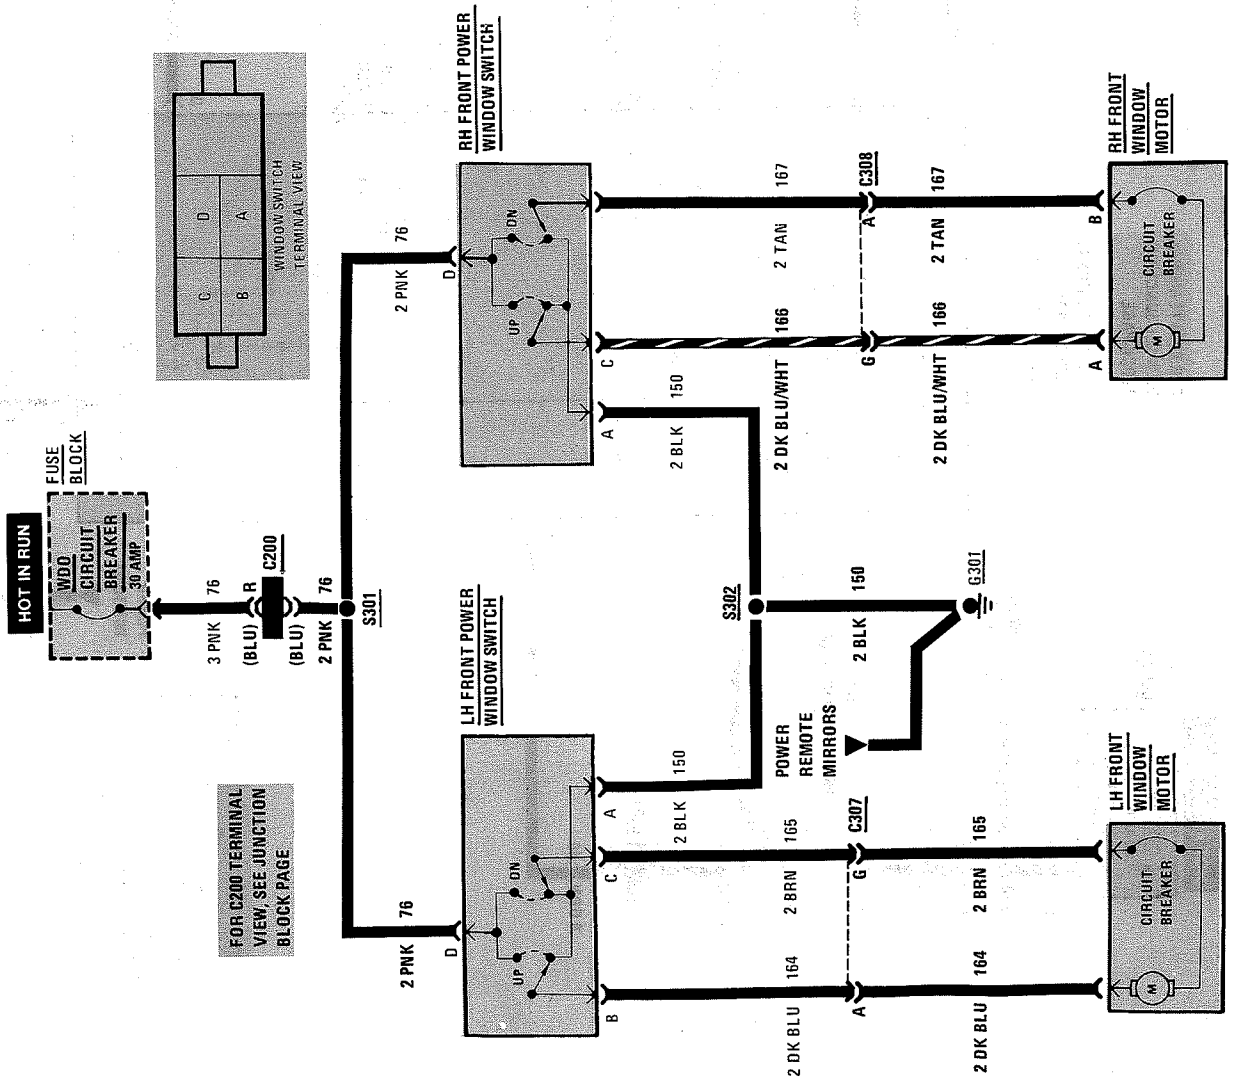 HOT IN RUN
FUSE
BLOCK
WDO
CIRCUIT
BREAKER
30 AMP
3 PNK
76
(BLU)
R
C200
(BLU)
2 PNK
76
S301
FOR C200 TERMINAL
VIEW, SEE JUNCTION
BLOCK PAGE
C
D
B
A
WINDOW SWITCH
TERMINAL VIEW
2 PNK
76
D
LH FRONT POWER
WINDOW SWITCH
UP
DN
B
C
A
2 PNK
76
D
RH FRONT POWER
WINDOW SWITCH
UP
DN
A
C
2 BLK
150
2 BLK
150
S302
2 BLK
150
G301
POWER
REMOTE
MIRRORS
2 DK BLU
164
2 BRN
165
A
G
C307
2 DK BLU
164
2 BRN
165
LH FRONT
WINDOW
MOTOR
M
CIRCUIT
BREAKER
2 DK BLU/WHT
166
2 TAN
167
G
A
C308
2 DK BLU/WHT
166
2 TAN
167
A
B
RH FRONT
WINDOW
MOTOR
M
CIRCUIT
BREAKER